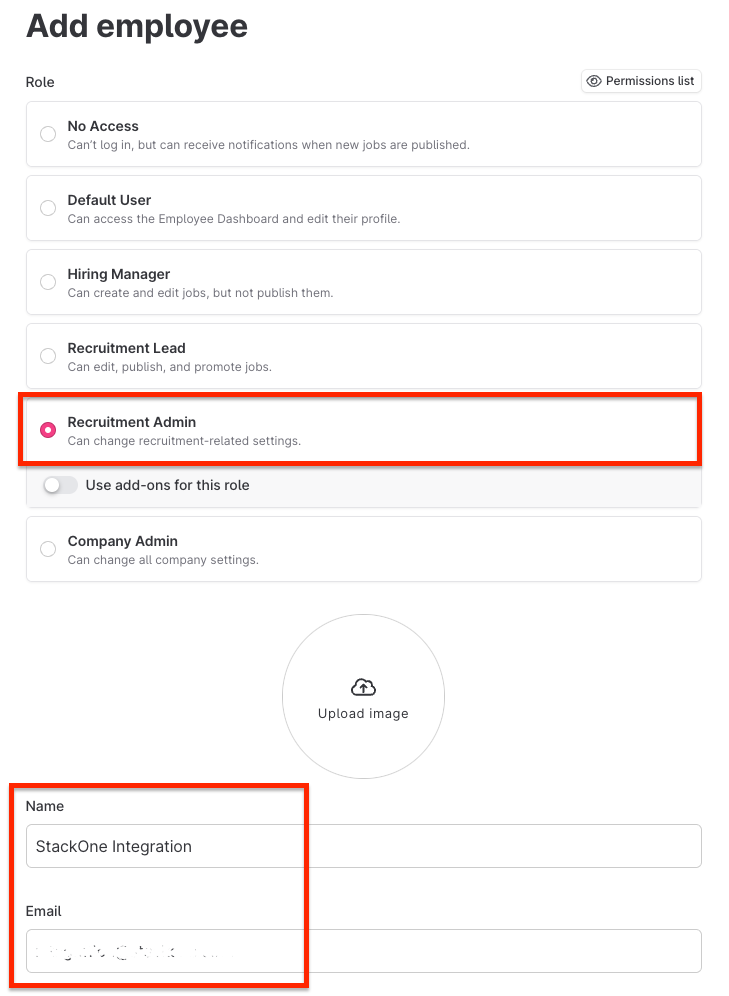 Add employee
Role
Permissions list
No Access
Can't log in, but can receive notifications when new jobs are published.
Default User
Can access the Employee Dashboard and edit their profile.
Hiring Manager
Can create and edit jobs, but not publish them.
Recruitment Lead
Can edit, publish, and promote jobs.
Recruitment Admin
Can change recruitment-related settings.
Use add-ons for this role
Company Admin
Can change all company settings.
Upload image
Name
StackOne Integration
Email